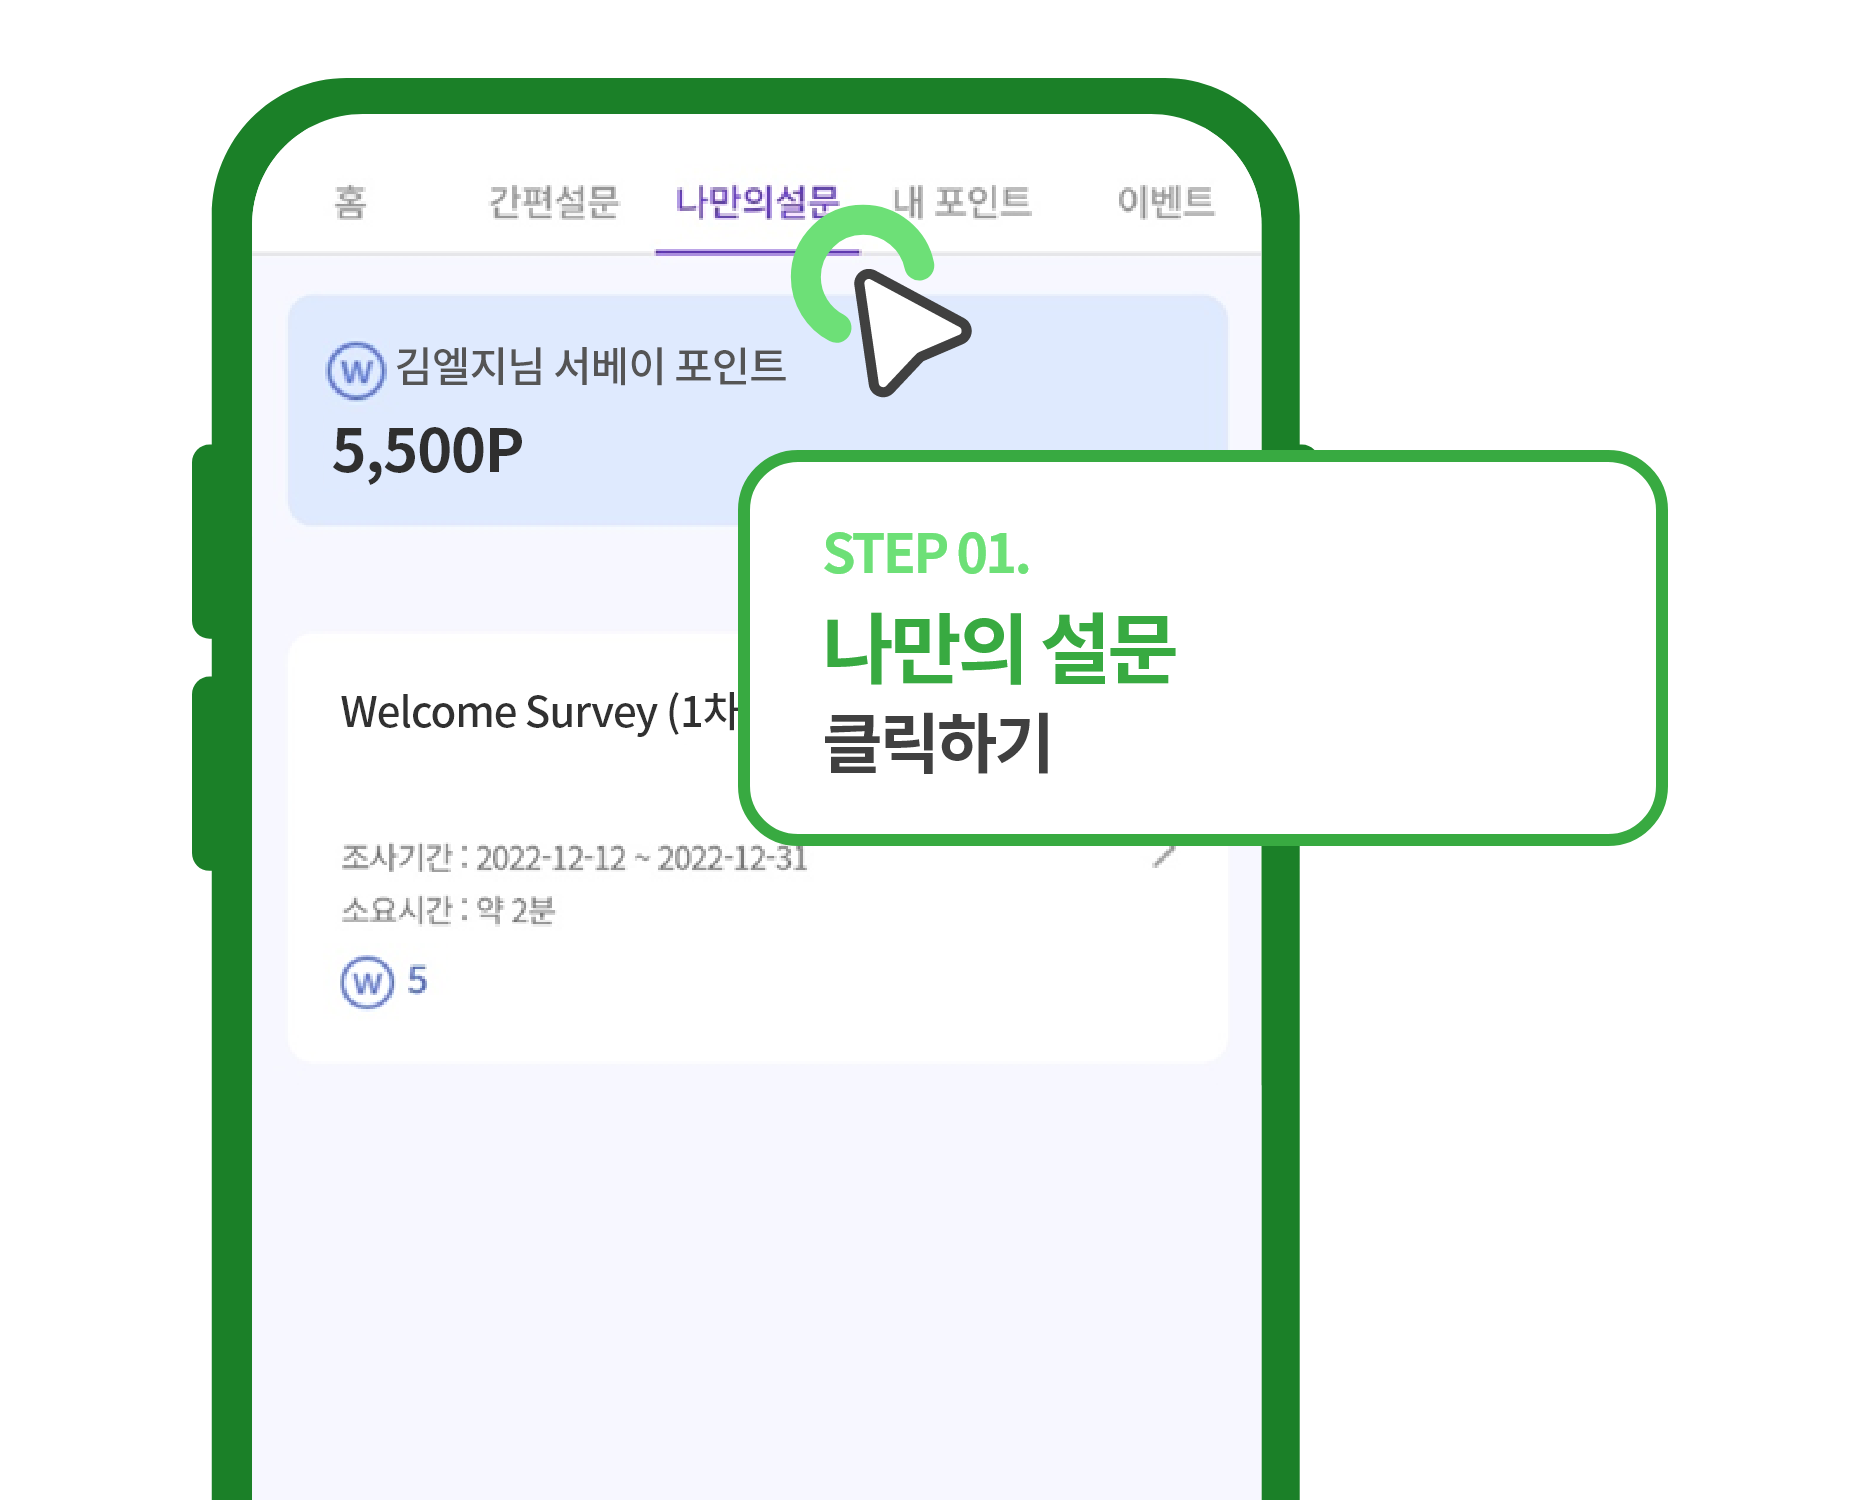 홈 간편설문 나만의설문 내 포인트 이벤트
W 김엘지님 서베이 포인트
5,500P
STEP 01.
나만의 설문
클릭하기
Welcome Survey (1차
조사기간 : 2022-12-12 ~ 2022-12-31
소요시간 : 약 2분
W 5